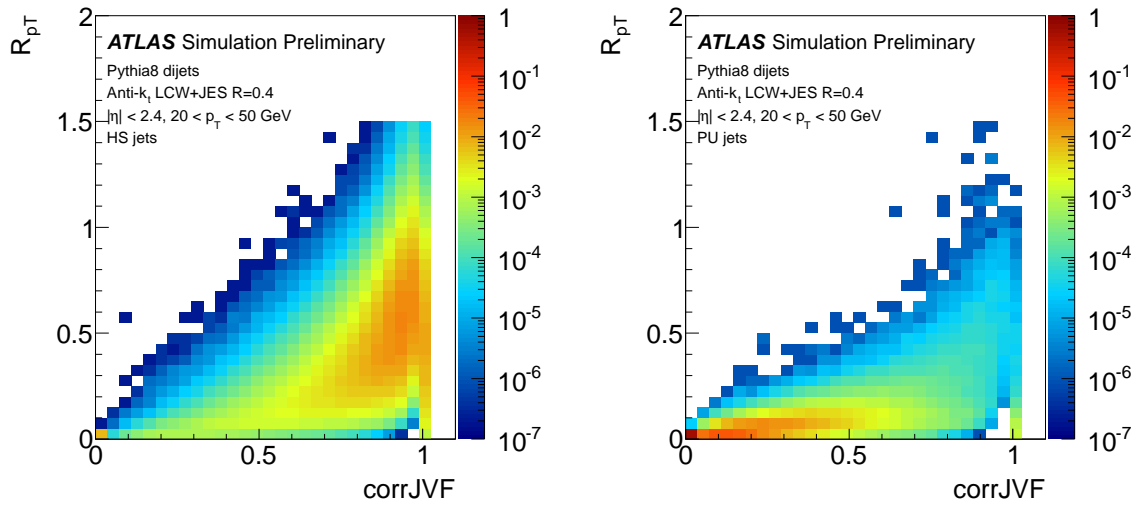 R_pT
2
1.5
1
0.5
0
ATLAS Simulation Preliminary
Pythia8 dijets
Anti-k_t LCW+JES R=0.4
|η| < 2.4, 20 < p_T < 50 GeV
HS jets
0 0.5 1
corrJVF
1
10^-1
10^-2
10^-3
10^-4
10^-5
10^-6
10^-7
R_pT
2
1.5
1
0.5
0
ATLAS Simulation Preliminary
Pythia8 dijets
Anti-k_t LCW+JES R=0.4
|η| < 2.4, 20 < p_T < 50 GeV
PU jets
0 0.5 1
corrJVF
1
10^-1
10^-2
10^-3
10^-4
10^-5
10^-6
10^-7